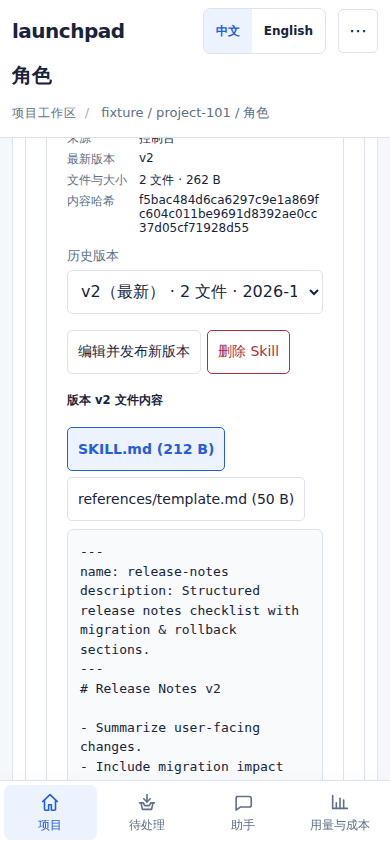 launchpad
中文 English ...
角色
项目工作区 / fixture / project-101 / 角色
来源 控制台
最新版本 v2
文件与大小 2 文件 · 262 B
内容哈希 f5bac484d6ca6297c9e1a869f
c604c011be9691d8392ae0cc
37d05cf71928d55
历史版本
v2（最新） · 2 文件 · 2026-1
编辑并发布新版本 删除 Skill
版本 v2 文件内容
SKILL.md (212 B)
references/template.md (50 B)
---
name: release-notes
description: Structured
release notes checklist with
migration & rollback
sections.
---
# Release Notes v2
- Summarize user-facing
changes.
- Include migration impact
项目 待处理 助手 用量与成本